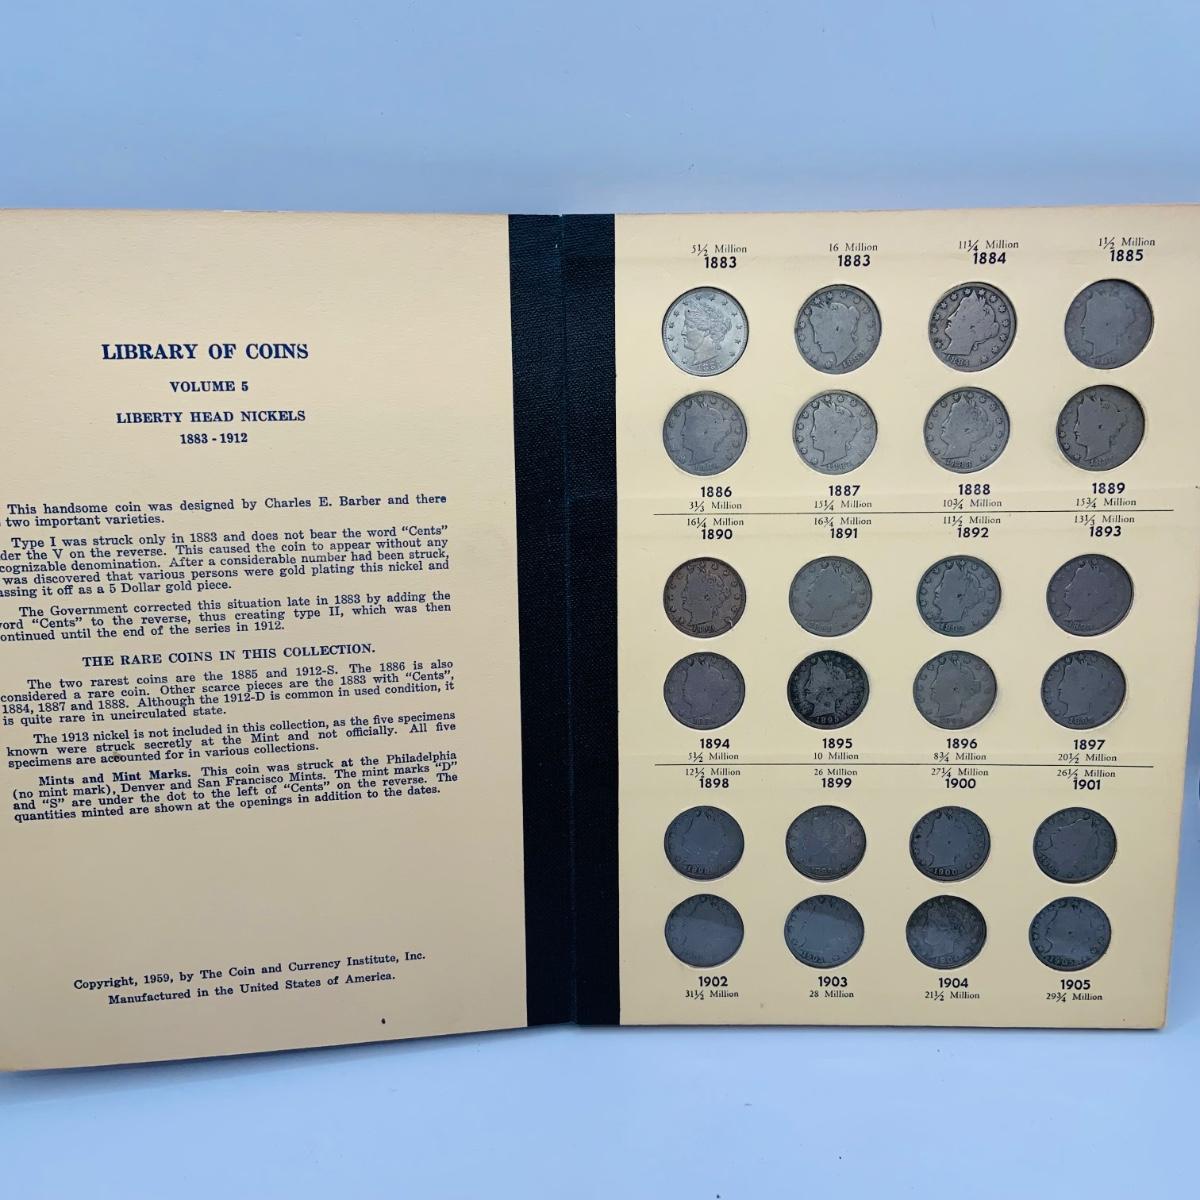 LIBRARY OF COINS
VOLUME 5
LIBERTY HEAD NICKELS
1883 - 1912
This handsome coin was designed by Charles E. Barber and there
two important varieties.
Type I was struck only in 1883 and does not bear the word "Cents"
der the V on the reverse. This caused the coin to appear without any
cognizable denomination. After a considerable number had been struck,
was discovered that various persons were gold plating this nickel and
assing it off as a 5 Dollar gold piece.
The Government corrected this situation late in 1883 by adding the
ord "Cents" to the reverse, thus creating type II, which was then
ontinued until the end of the series in 1912.
THE RARE COINS IN THIS COLLECTION.
The two rarest coins are the 1885 and 1912-S. The 1886 is also
considered a rare coin. Other scarce pieces are the 1883 with "Cents",
1884, 1887 and 1888. Although the 1912-D is common in used condition, it
is quite rare in uncirculated state.
The 1913 nickel is not included in this collection, as the five specimens
known were struck secretly at the Mint and not officially. All five
specimens are accounted for in various collections.
Mints and Mint Marks. This coin was struck at the Philadelphia
(no mint mark), Denver and San Francisco Mints. The mint marks "D"
and "S" are under the dot to the left of "Cents" on the reverse. The
quantities minted are shown at the openings in addition to the dates.
Copyright, 1959, by The Coin and Currency Institute, Inc.
Manufactured in the United States of America.
5½ Million 16 Million 11¼ Million 1½ Million
1883 1883 1884 1885
1886 1887 1888 1889
3⅓ Million 15¼ Million 10¾ Million 15¾ Million
16¼ Million 16¾ Million 11½ Million 13½ Million
1890 1891 1892 1893
1894 1895 1896 1897
5½ Million 10 Million 8¾ Million 20½ Million
12½ Million 26 Million 27¼ Million 26½ Million
1898 1899 1900 1901
1902 1903 1904 1905
31½ Million 28 Million 21½ Million 29¾ Million